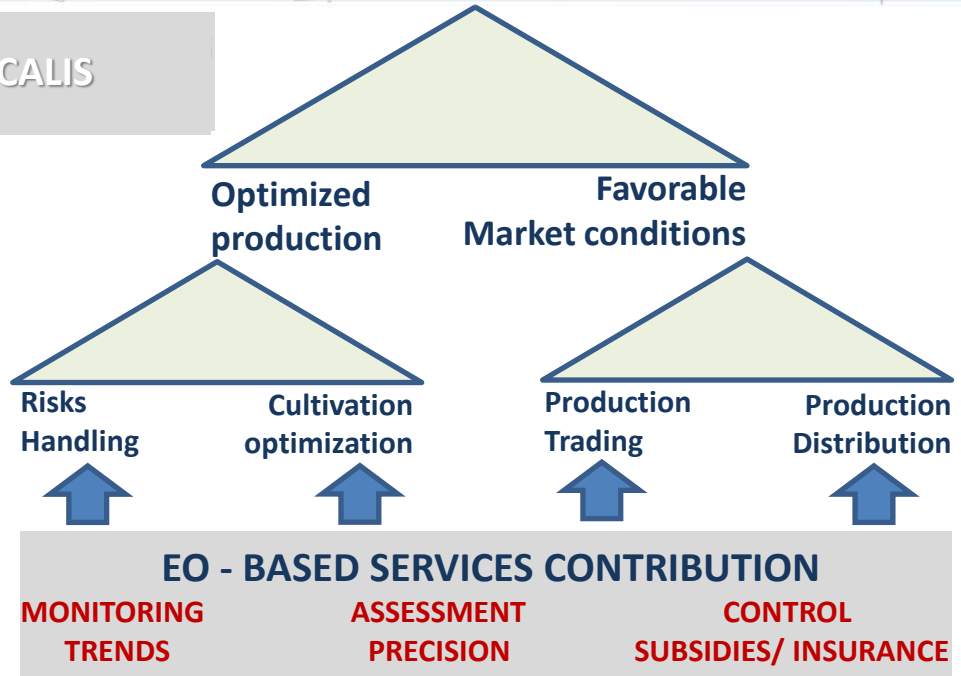 CALIS
Optimized
production
Favorable
Market conditions
Risks
Handling
Cultivation
optimization
Production
Trading
Production
Distribution
EO - BASED SERVICES CONTRIBUTION
MONITORING
TRENDS
ASSESSMENT
PRECISION
CONTROL
SUBSIDIES/ INSURANCE